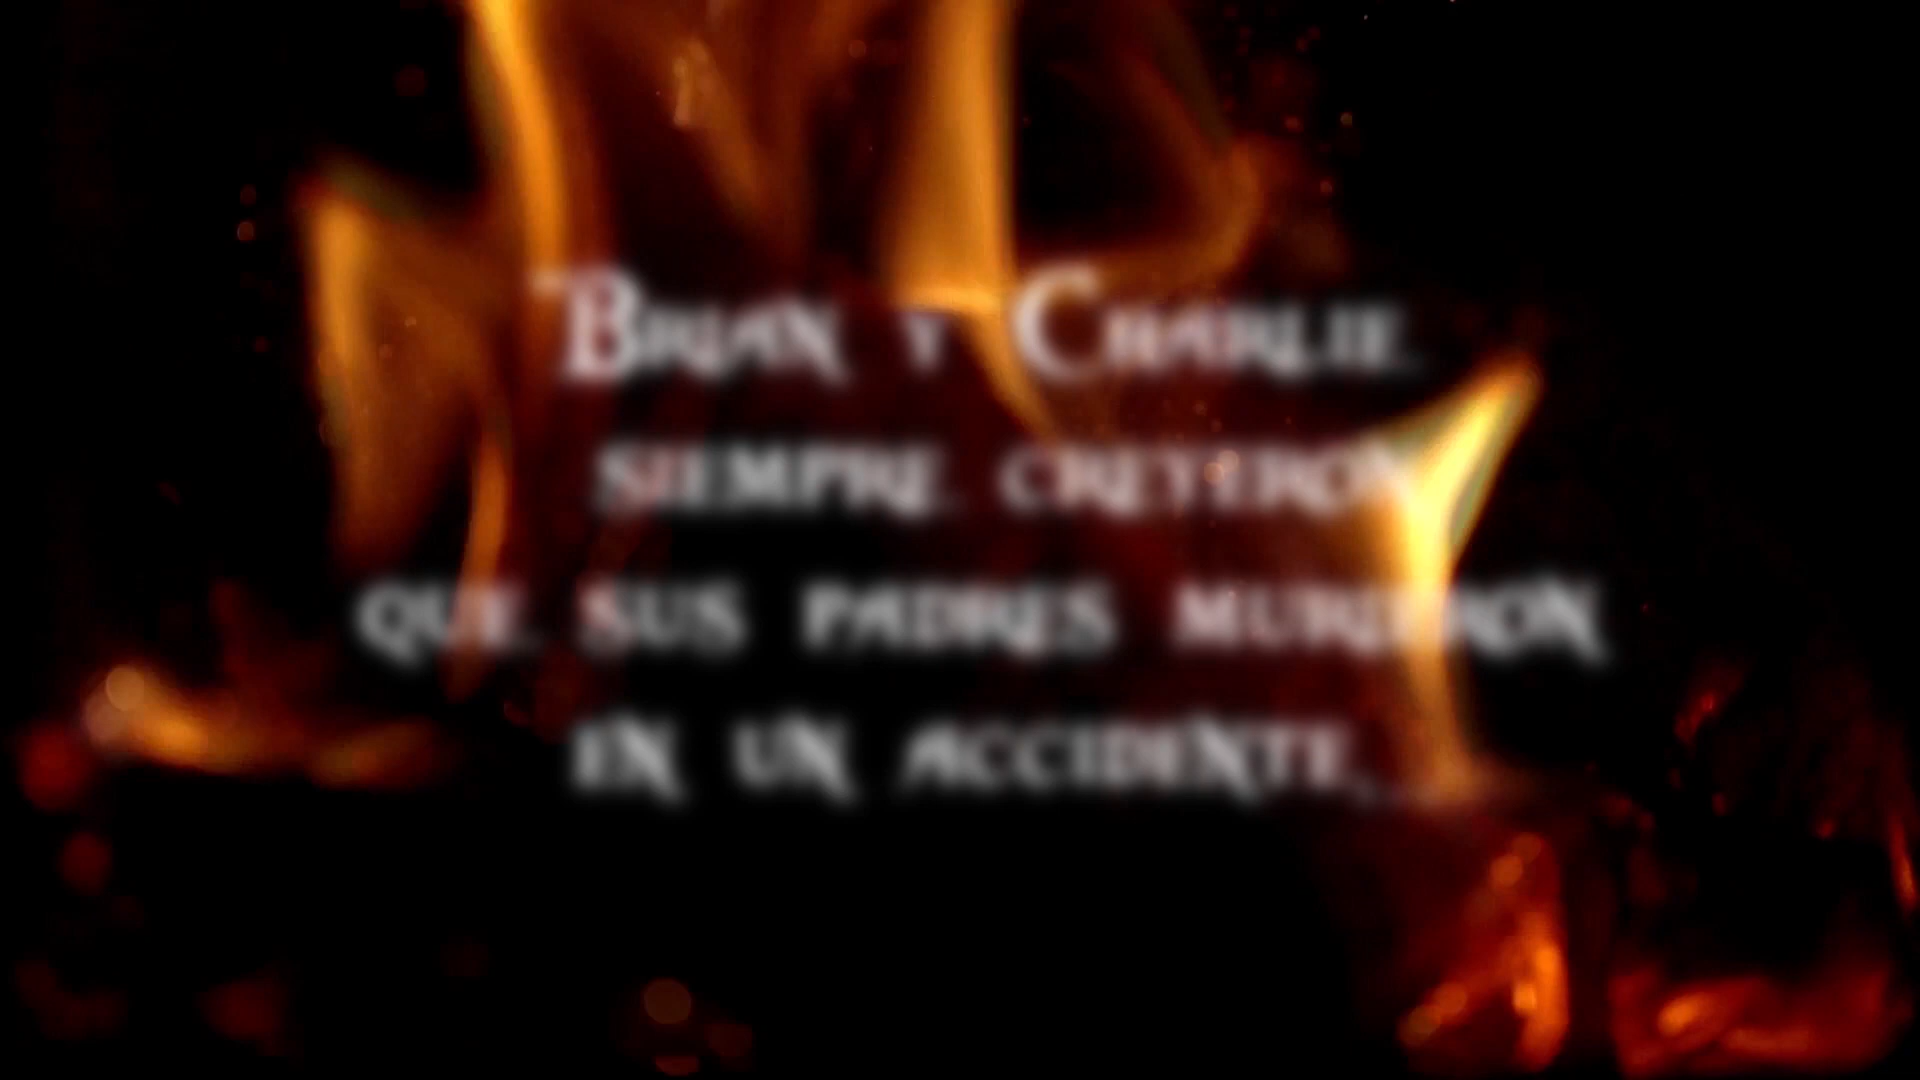 Brian y Charlie
siempre creyeron
que sus padres murieron
en un accidente,